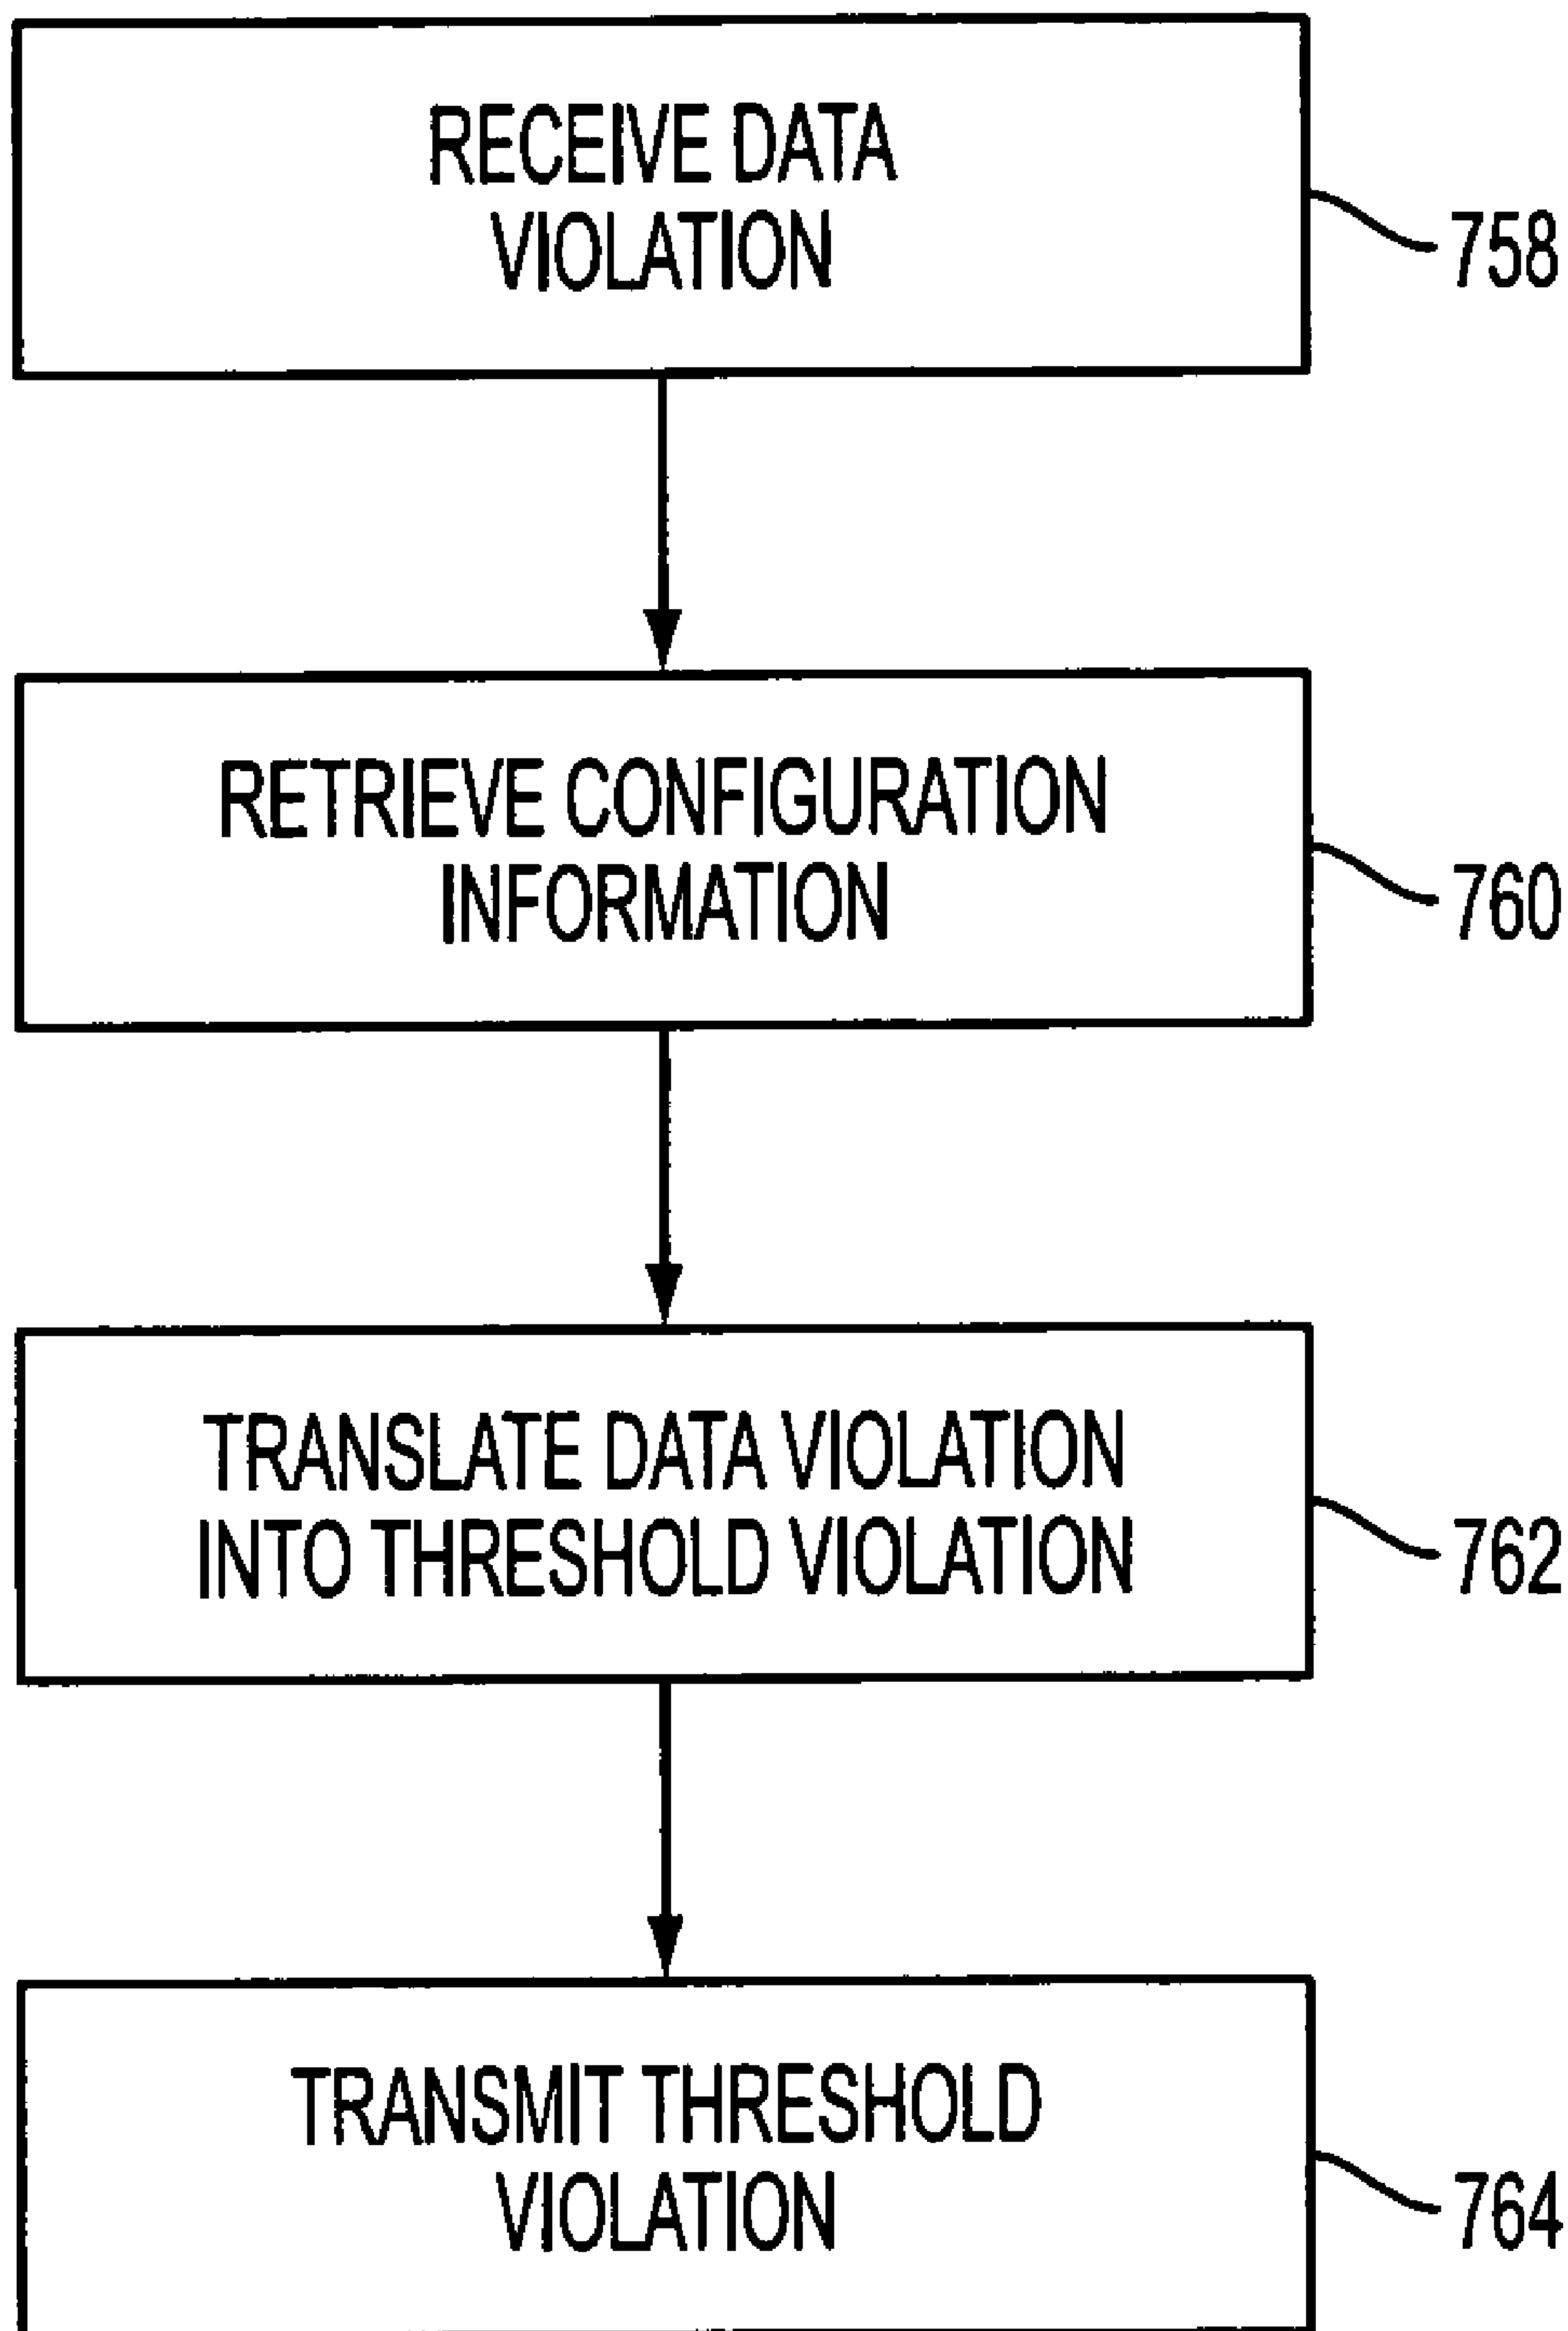 RECEIVE DATA
VIOLATION
758
RETRIEVE CONFIGURATION
INFORMATION
760
TRANSLATE DATA VIOLATION
INTO THRESHOLD VIOLATION
762
TRANSMIT THRESHOLD
VIOLATION
764